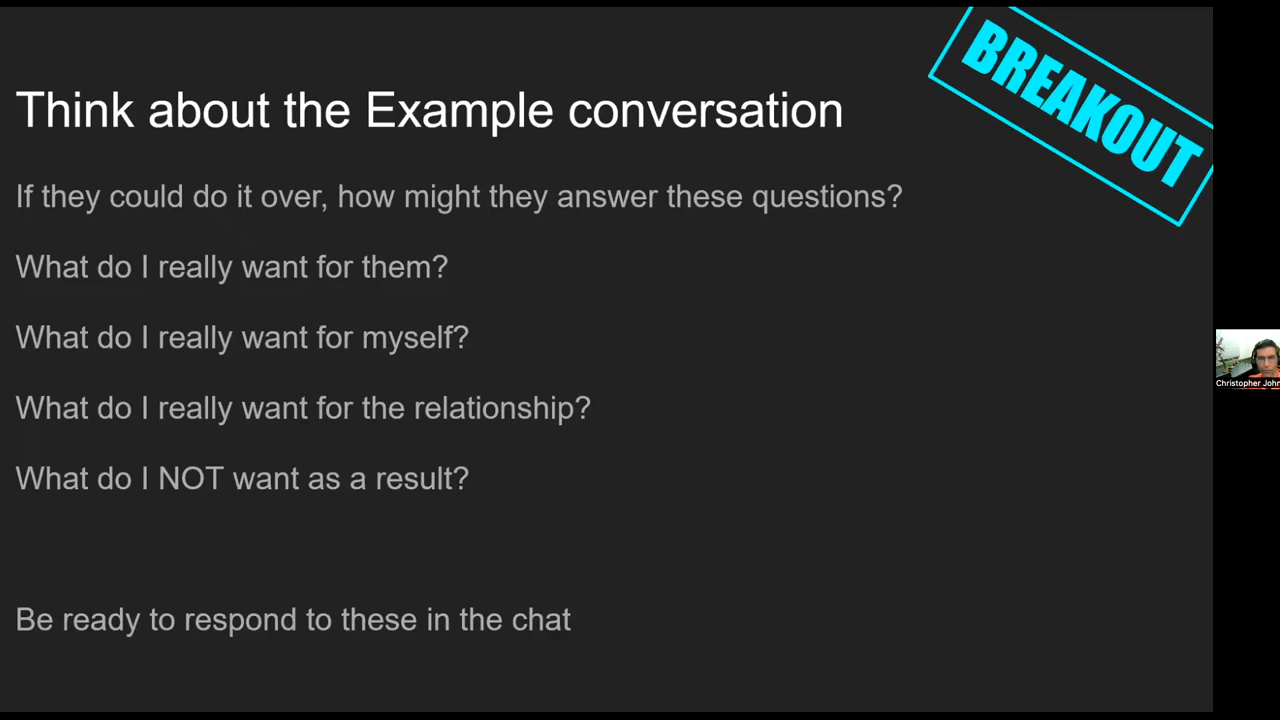 BREAKOUT
Think about the Example conversation
If they could do it over, how might they answer these questions?
What do I really want for them?
What do I really want for myself?
What do I really want for the relationship?
Christopher John
What do I NOT want as a result?
Be ready to respond to these in the chat